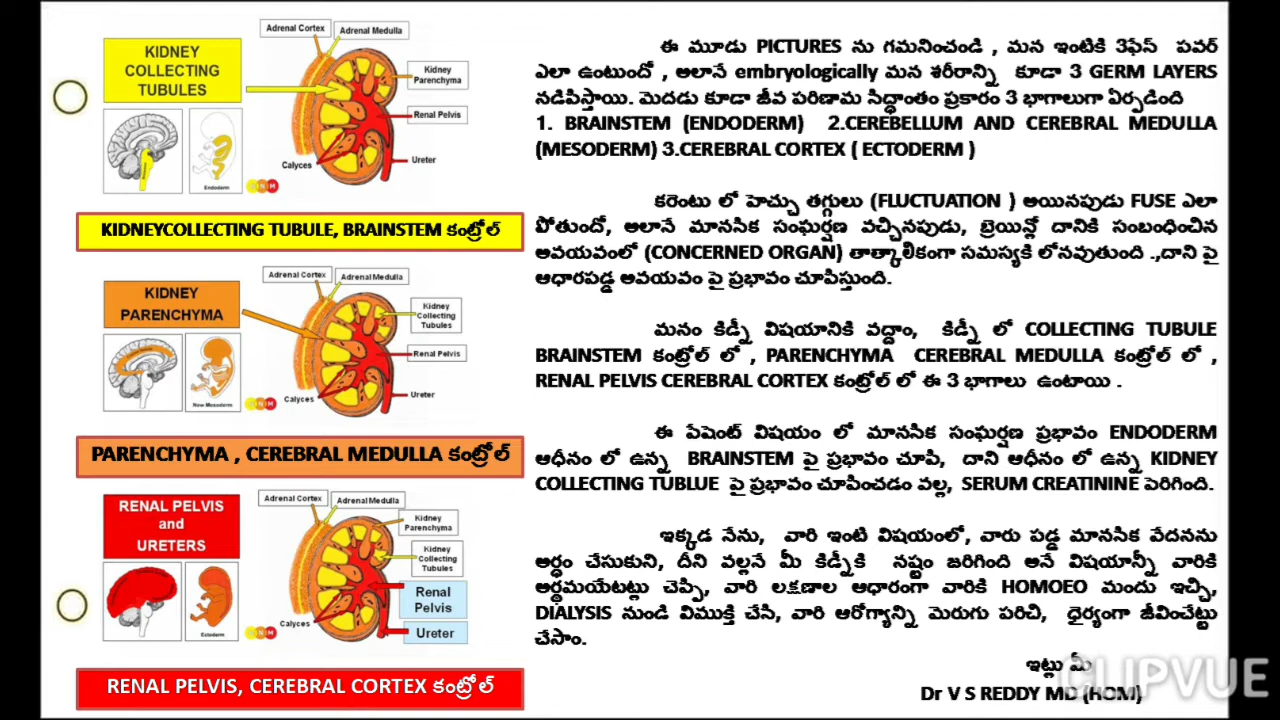 KIDNEY
COLLECTING
TUBULES
Adrenal Cortex
Adrenal Medulla
Kidney
Parenchyma
Renal Pelvis
Ureter
Calyces
Endoderm
KIDNEYCOLLECTING TUBULE, BRAINSTEM కంట్రోల్
KIDNEY
PARENCHYMA
Adrenal Cortex
Adrenal Medulla
Kidney
Collecting
Tubules
Renal Pelvis
Ureter
Calyces
New Mesoderm
PARENCHYMA , CEREBRAL MEDULLA కంట్రోల్
RENAL PELVIS
and
URETERS
Adrenal Cortex
Adrenal Medulla
Kidney
Parenchyma
Kidney
Collecting
Tubules
Renal
Pelvis
Ureter
Calyces
Ectoderm
RENAL PELVIS, CEREBRAL CORTEX కంట్రోల్
ఈ మూడు PICTURES ను గమనించండి , మన ఇంటికి 3ఫేస్ పవర్
ఎలా ఉంటుందో , అలానే embryologically మన శరీరాన్ని కూడా 3 GERM LAYERS
నడిపిస్తాయి. మెదడు కూడా జీవ పరిణామ సిద్ధాంతం ప్రకారం 3 భాగాలుగా ఏర్పడింది
1. BRAINSTEM (ENDODERM) 2.CEREBELLUM AND CEREBRAL MEDULLA
(MESODERM) 3.CEREBRAL CORTEX ( ECTODERM )
కరెంటు లో హెచ్చు తగ్గులు (FLUCTUATION ) అయినపుడు FUSE ఎలా
పోతుందో, అలానే మానసిక సంఘర్షణ వచ్చినపుడు, బ్రెయిన్లో దానికి సంబంధించిన
అవయవంలో (CONCERNED ORGAN) తాత్కాలికంగా సమస్యకి లోనవుతుంది .,దాని పై
ఆధారపడ్డ అవయవం పై ప్రభావం చూపిస్తుంది.
మనం కిడ్నీ విషయానికి వద్దాం, కిడ్నీ లో COLLECTING TUBULE
BRAINSTEM కంట్రోల్ లో , PARENCHYMA CEREBRAL MEDULLA కంట్రోల్ లో ,
RENAL PELVIS CEREBRAL CORTEX కంట్రోల్ లో ఈ 3 భాగాలు ఉంటాయి .
ఈ పేషెంట్ విషయం లో మానసిక సంఘర్షణ ప్రభావం ENDODERM
ఆధీనం లో ఉన్న BRAINSTEM పై ప్రభావం చూపి, దాని ఆధీనం లో ఉన్న KIDNEY
COLLECTING TUBLUE పై ప్రభావం చూపించడం వల్ల, SERUM CREATININE పెరిగింది.
ఇక్కడ నేను, వారి ఇంటి విషయంలో, వారు పడ్డ మానసిక వేదనను
అర్ధం చేసుకుని, దీని వల్లనే మీ కిడ్నీకి నష్టం జరిగింది అనే విషయాన్నీ వారికి
అర్థమయేటట్లు చెప్పి, వారి లక్షణాల ఆధారంగా వారికి HOMOEO మందు ఇచ్చి,
DIALYSIS నుండి విముక్తి చేసి, వారి ఆరోగ్యాన్ని మెరుగు పరిచి, ధైర్యంగా జీవించేట్టు
చేసాం.
ఇట్లు మీ
Dr V S REDDY MD (HOM)
CLIPVUE